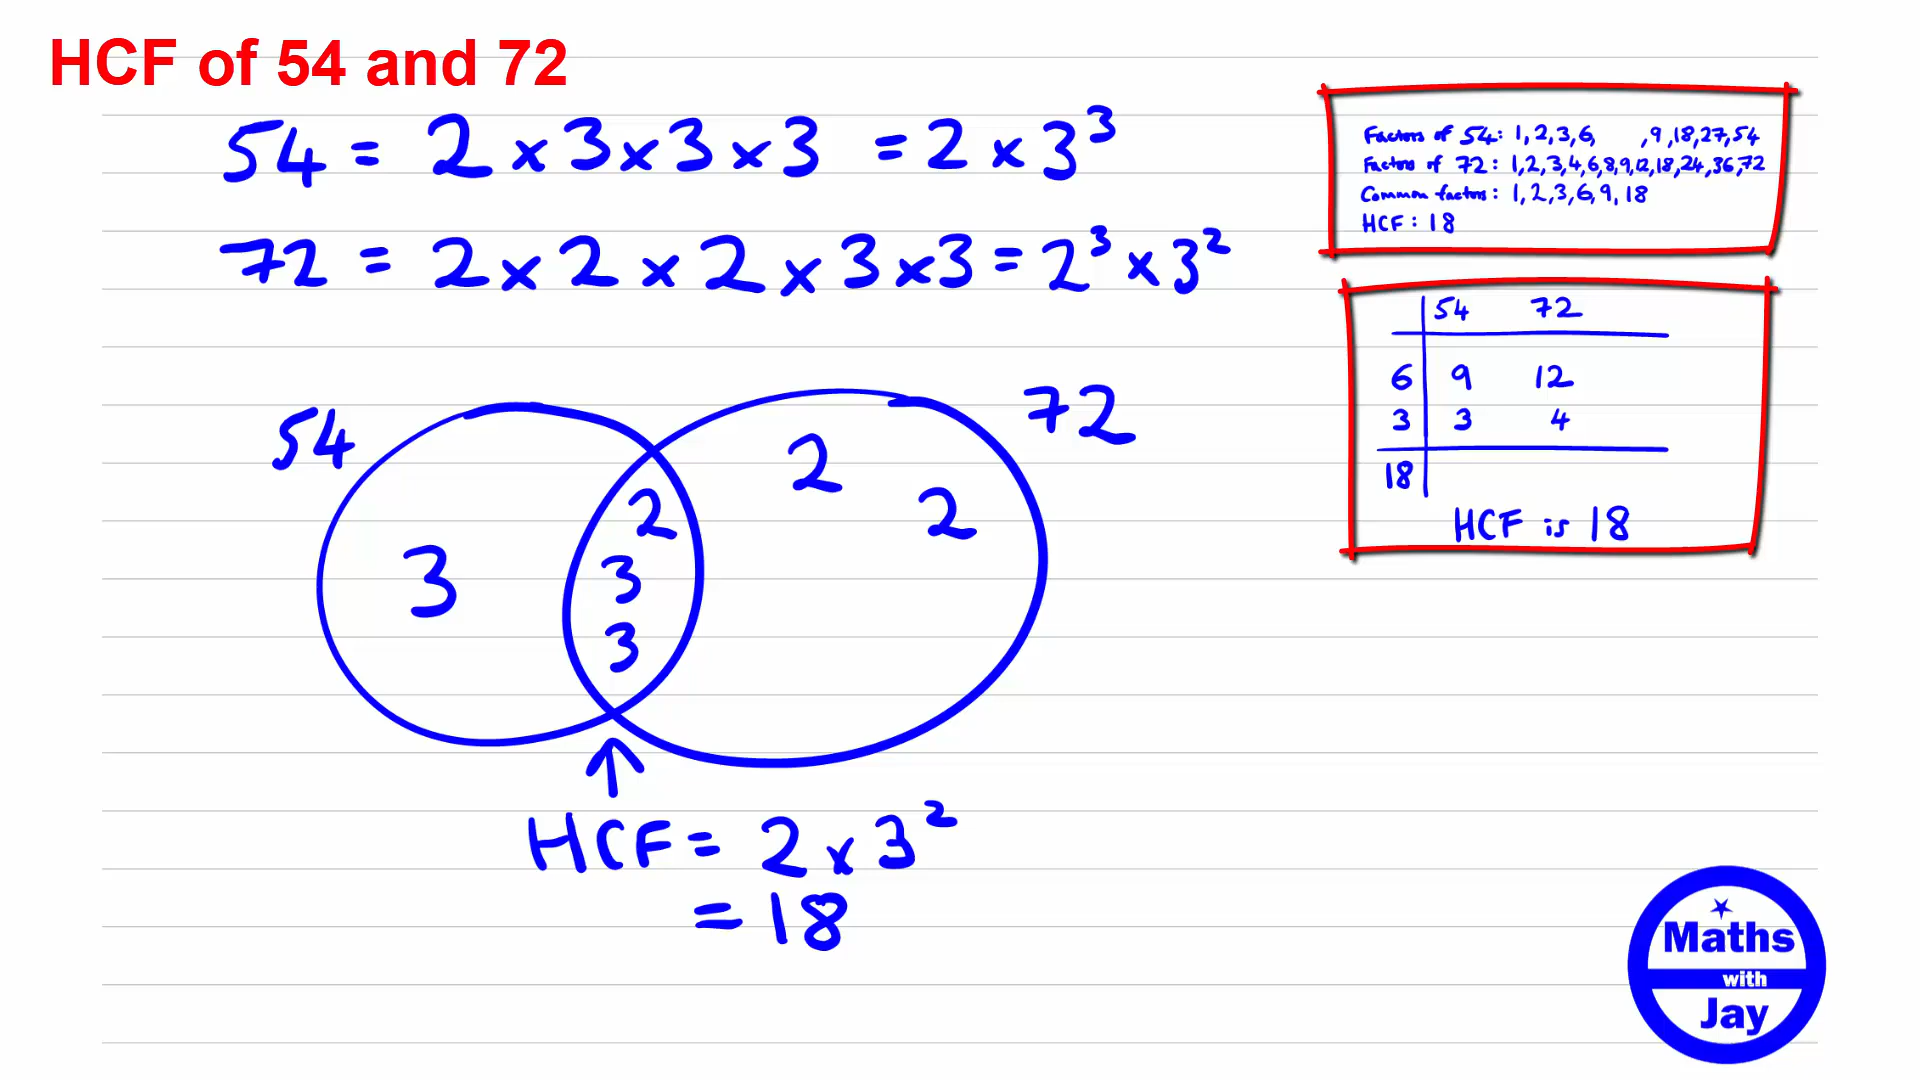 HCF of 54 and 72
54 = 2 × 3 × 3 × 3 = 2 × 3³
72 = 2 × 2 × 2 × 3 × 3 = 2³ × 3²
Factors of 54: 1, 2, 3, 6, , 9, 18, 27, 54
Factors of 72: 1, 2, 3, 4, 6, 8, 9, 12, 18, 24, 36, 72
Common factors: 1, 2, 3, 6, 9, 18
HCF: 18
54 72
6 9 12
3 3 4
18
HCF is 18
54 72
2
2 2
3 3
3
HCF = 2 × 3²
= 18
Maths
with
Jay